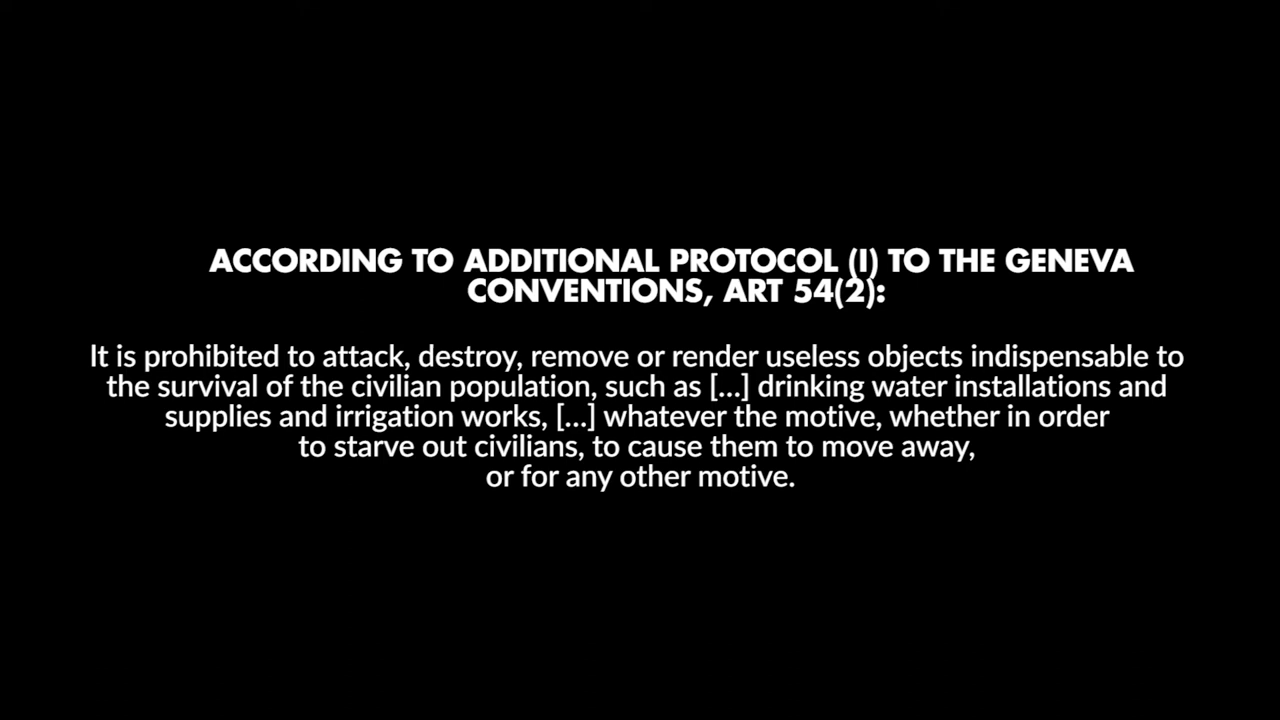 ACCORDING TO ADDITIONAL PROTOCOL (I) TO THE GENEVA
CONVENTIONS, ART 54(2):
It is prohibited to attack, destroy, remove or render useless objects indispensable to
the survival of the civilian population, such as [...] drinking water installations and
supplies and irrigation works, [...] whatever the motive, whether in order
to starve out civilians, to cause them to move away,
or for any other motive.